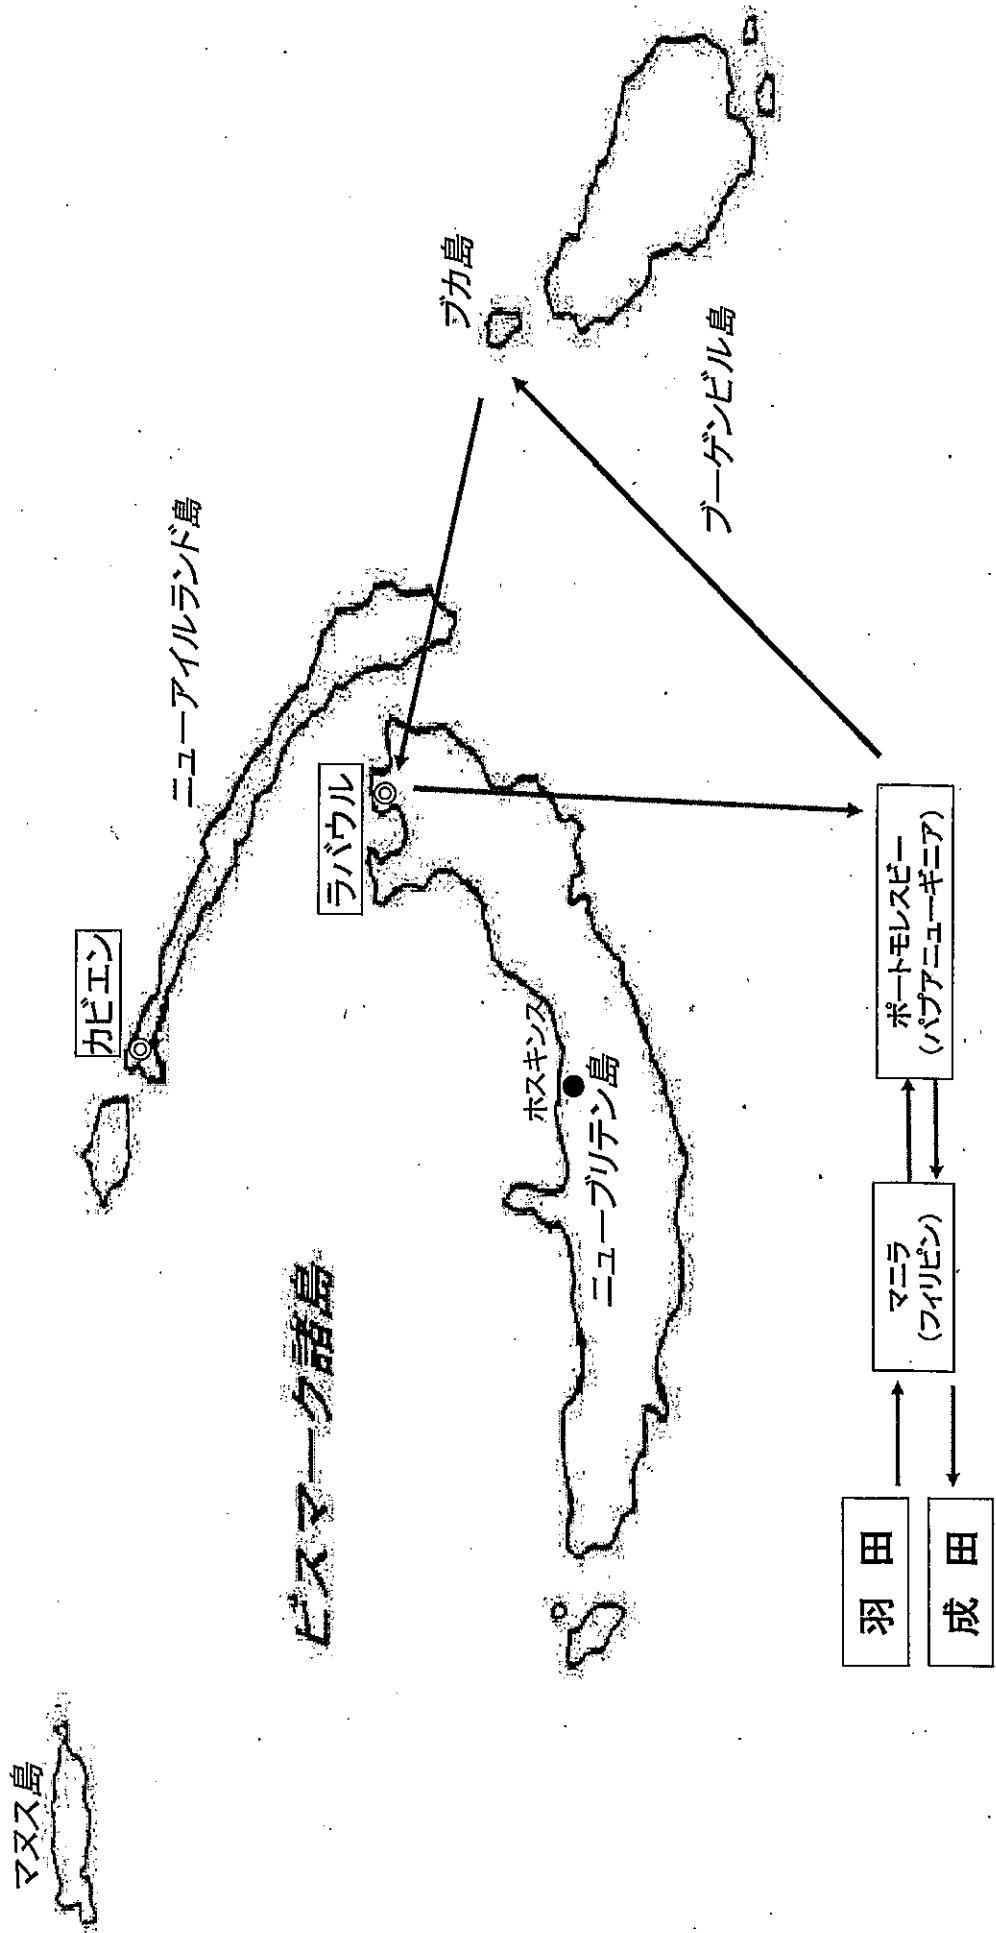 マヌス島
カビエン
ニューアイルランド島
ビスマーク諸島
ラバウル
ブカ島
ホスキンス
ニューブリテン島
ブーゲンビル島
羽 田
成 田
マニラ
(フィリピン)
ポートモレスビー
(パプアニューギニア)